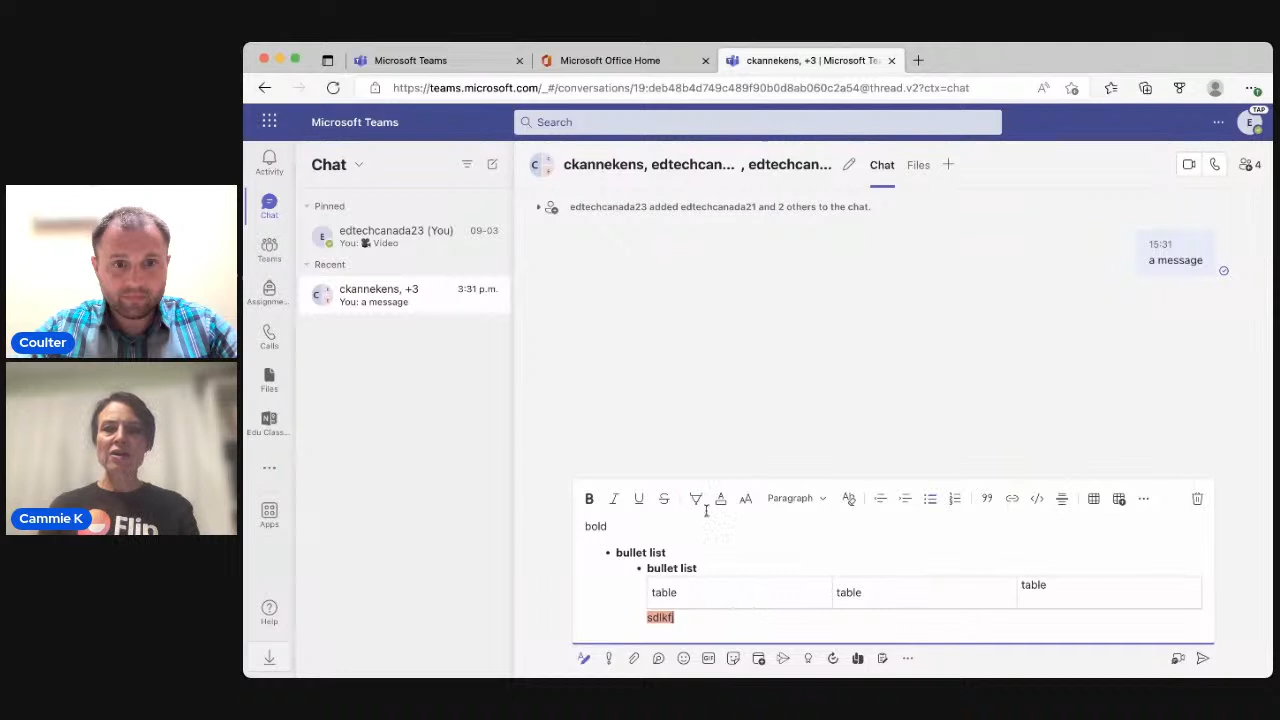 Microsoft Teams
Microsoft Office Home
ckannekens, +3 | Microsoft Te
https://teams.microsoft.com/_#/conversations/19:deb48b4d749c489f90b0d8ab060c2a54@thread.v2?ctx=chat
Microsoft Teams
Search
TAP
E
Activity
Chat
Teams
Assignme...
Calls
Files
Edu Class...
Apps
Help
Chat
Pinned
E
edtechcanada23 (You)
09-03
You: Video
Recent
C
ckannekens, +3
3:31 p.m.
You: a message
C
ckannekens, edtechcan... , edtechcan...
Chat
Files
4
edtechcanada23 added edtechcanada21 and 2 others to the chat.
15:31
a message
B
Paragraph
bold
• bullet list
• bullet list
table
table
table
sdlkfj
GIF
Coulter
Cammie K
Flip